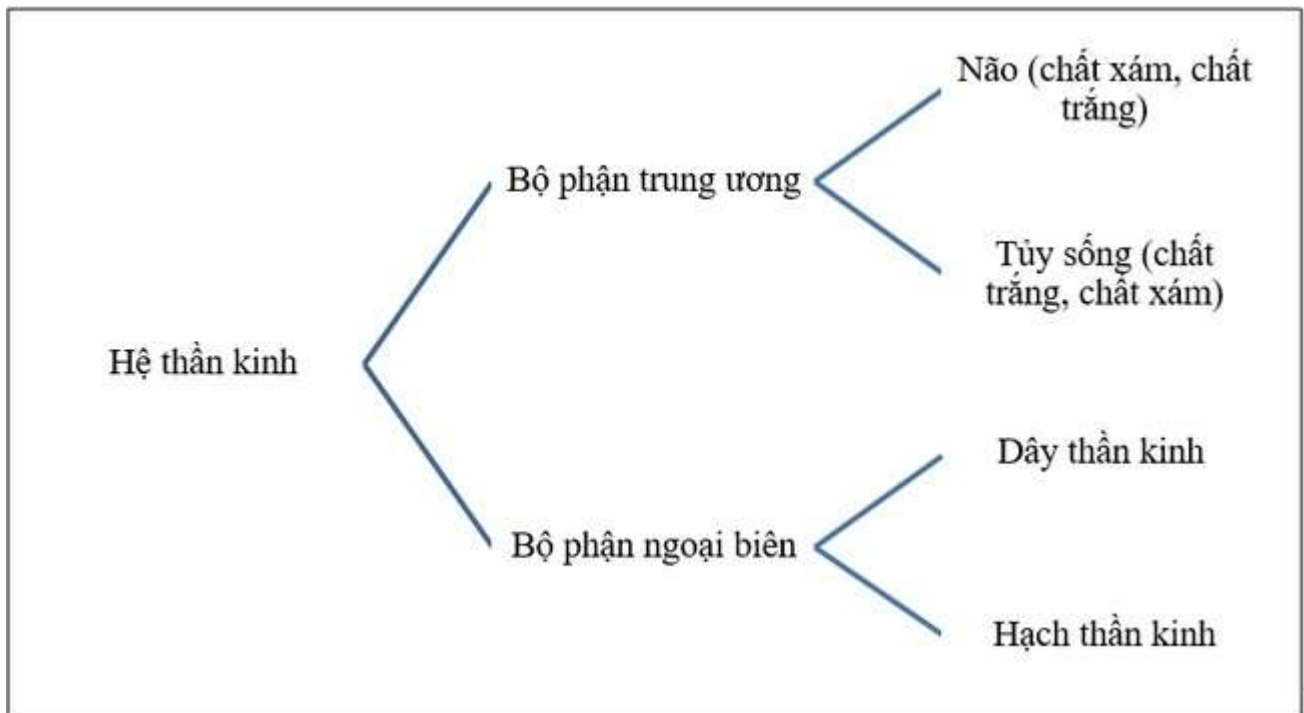 Não (chất xám, chất
trắng)
Bộ phận trung ương
Tủy sống (chất
trắng, chất xám)
Hệ thần kinh
Dây thần kinh
Bộ phận ngoại biên
Hạch thần kinh